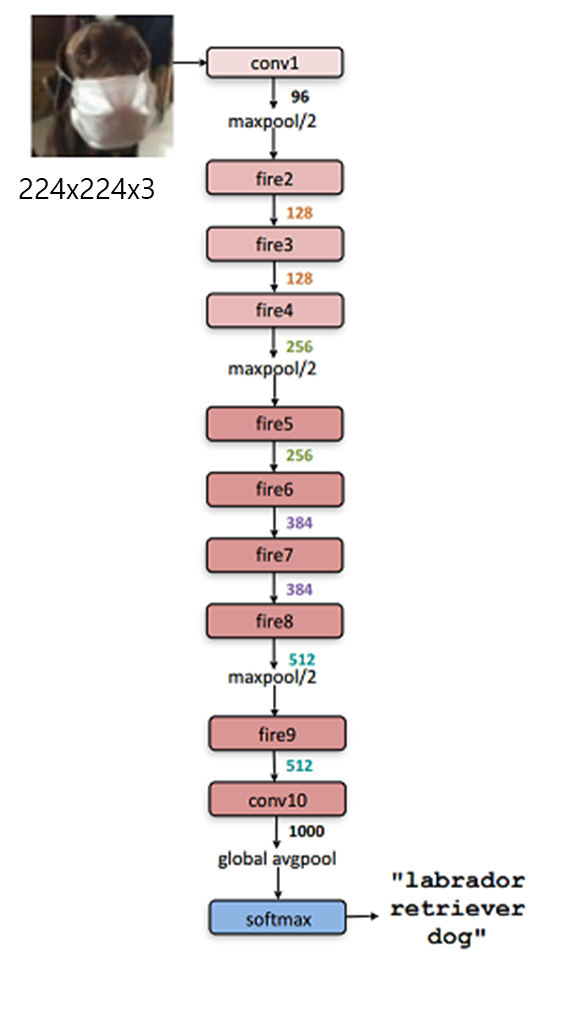 224x224x3
conv1
96
maxpool/2
fire2
128
fire3
128
fire4
256
maxpool/2
fire5
256
fire6
384
fire7
384
fire8
512
maxpool/2
fire9
512
conv10
1000
global avgpool
softmax
"labrador
retriever
dog"